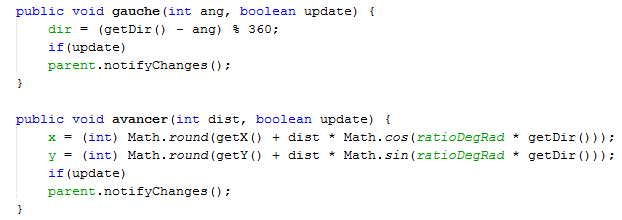 public void gauche(int ang, boolean update) {
    dir = (getDir() - ang) % 360;
    if(update)
    parent.notifyChanges();
}

public void avancer(int dist, boolean update) {
    x = (int) Math.round(getX() + dist * Math.cos(ratioDegRad * getDir()));
    y = (int) Math.round(getY() + dist * Math.sin(ratioDegRad * getDir()));
    if(update)
    parent.notifyChanges();
}